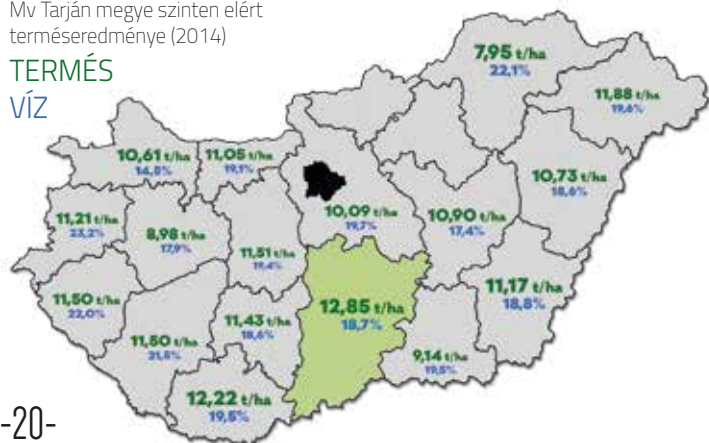 Mv Tarján megye szinten elért
terméseredménye (2014)
TERMÉS
VÍZ
7,95 t/ha
22,1%
11,88 t/ha
19,6%
10,61 t/ha
14,8%
11,05 t/ha
19,1%
10,73 t/ha
18,6%
11,21 t/ha
23,2%
8,98 t/ha
17,9%
10,09 t/ha
19,7%
10,90 t/ha
17,4%
11,51 t/ha
19,4%
11,50 t/ha
22,0%
11,50 t/ha
21,5%
11,43 t/ha
18,6%
12,85 t/ha
18,7%
11,17 t/ha
18,8%
9,14 t/ha
19,5%
12,22 t/ha
19,5%
-20-